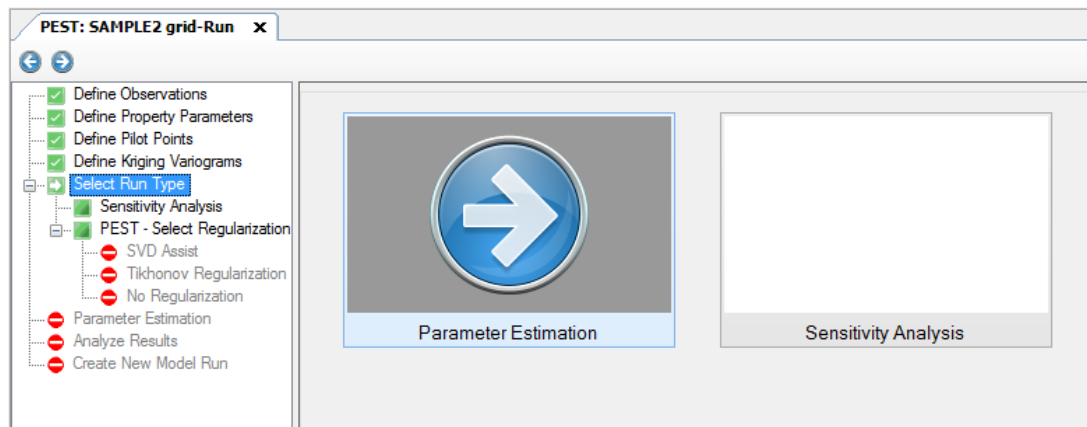 PEST: SAMPLE2 grid-Run x
Define Observations
Define Property Parameters
Define Pilot Points
Define Kriging Variograms
Select Run Type
Sensitivity Analysis
PEST - Select Regularization
SVD Assist
Tikhonov Regularization
No Regularization
Parameter Estimation
Analyze Results
Create New Model Run
Parameter Estimation
Sensitivity Analysis